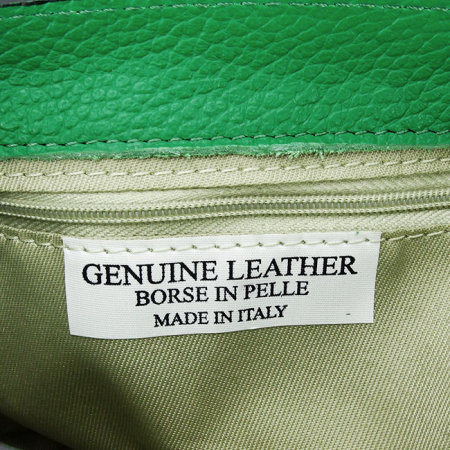 GENUINE LEATHER
BORSE IN PELLE
MADE IN ITALY